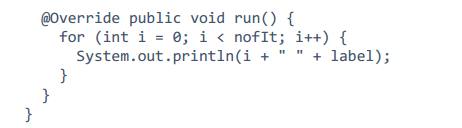 @Override public void run() {
for (int i = 0; i < nofIt; i++) {
System.out.println(i + " " + label);
}
}
}